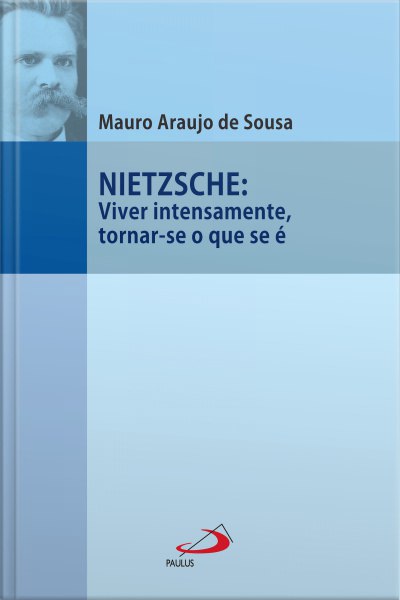 Mauro Araujo de Sousa
NIETZSCHE:
Viver intensamente,
tornar-se o que se é
PAULUS